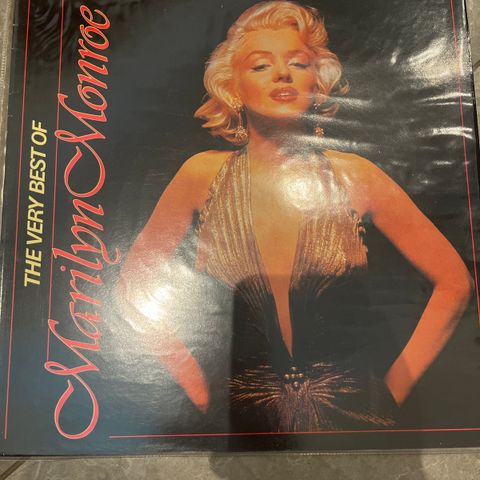 THE VERY BEST OF
Marilyn Monroe